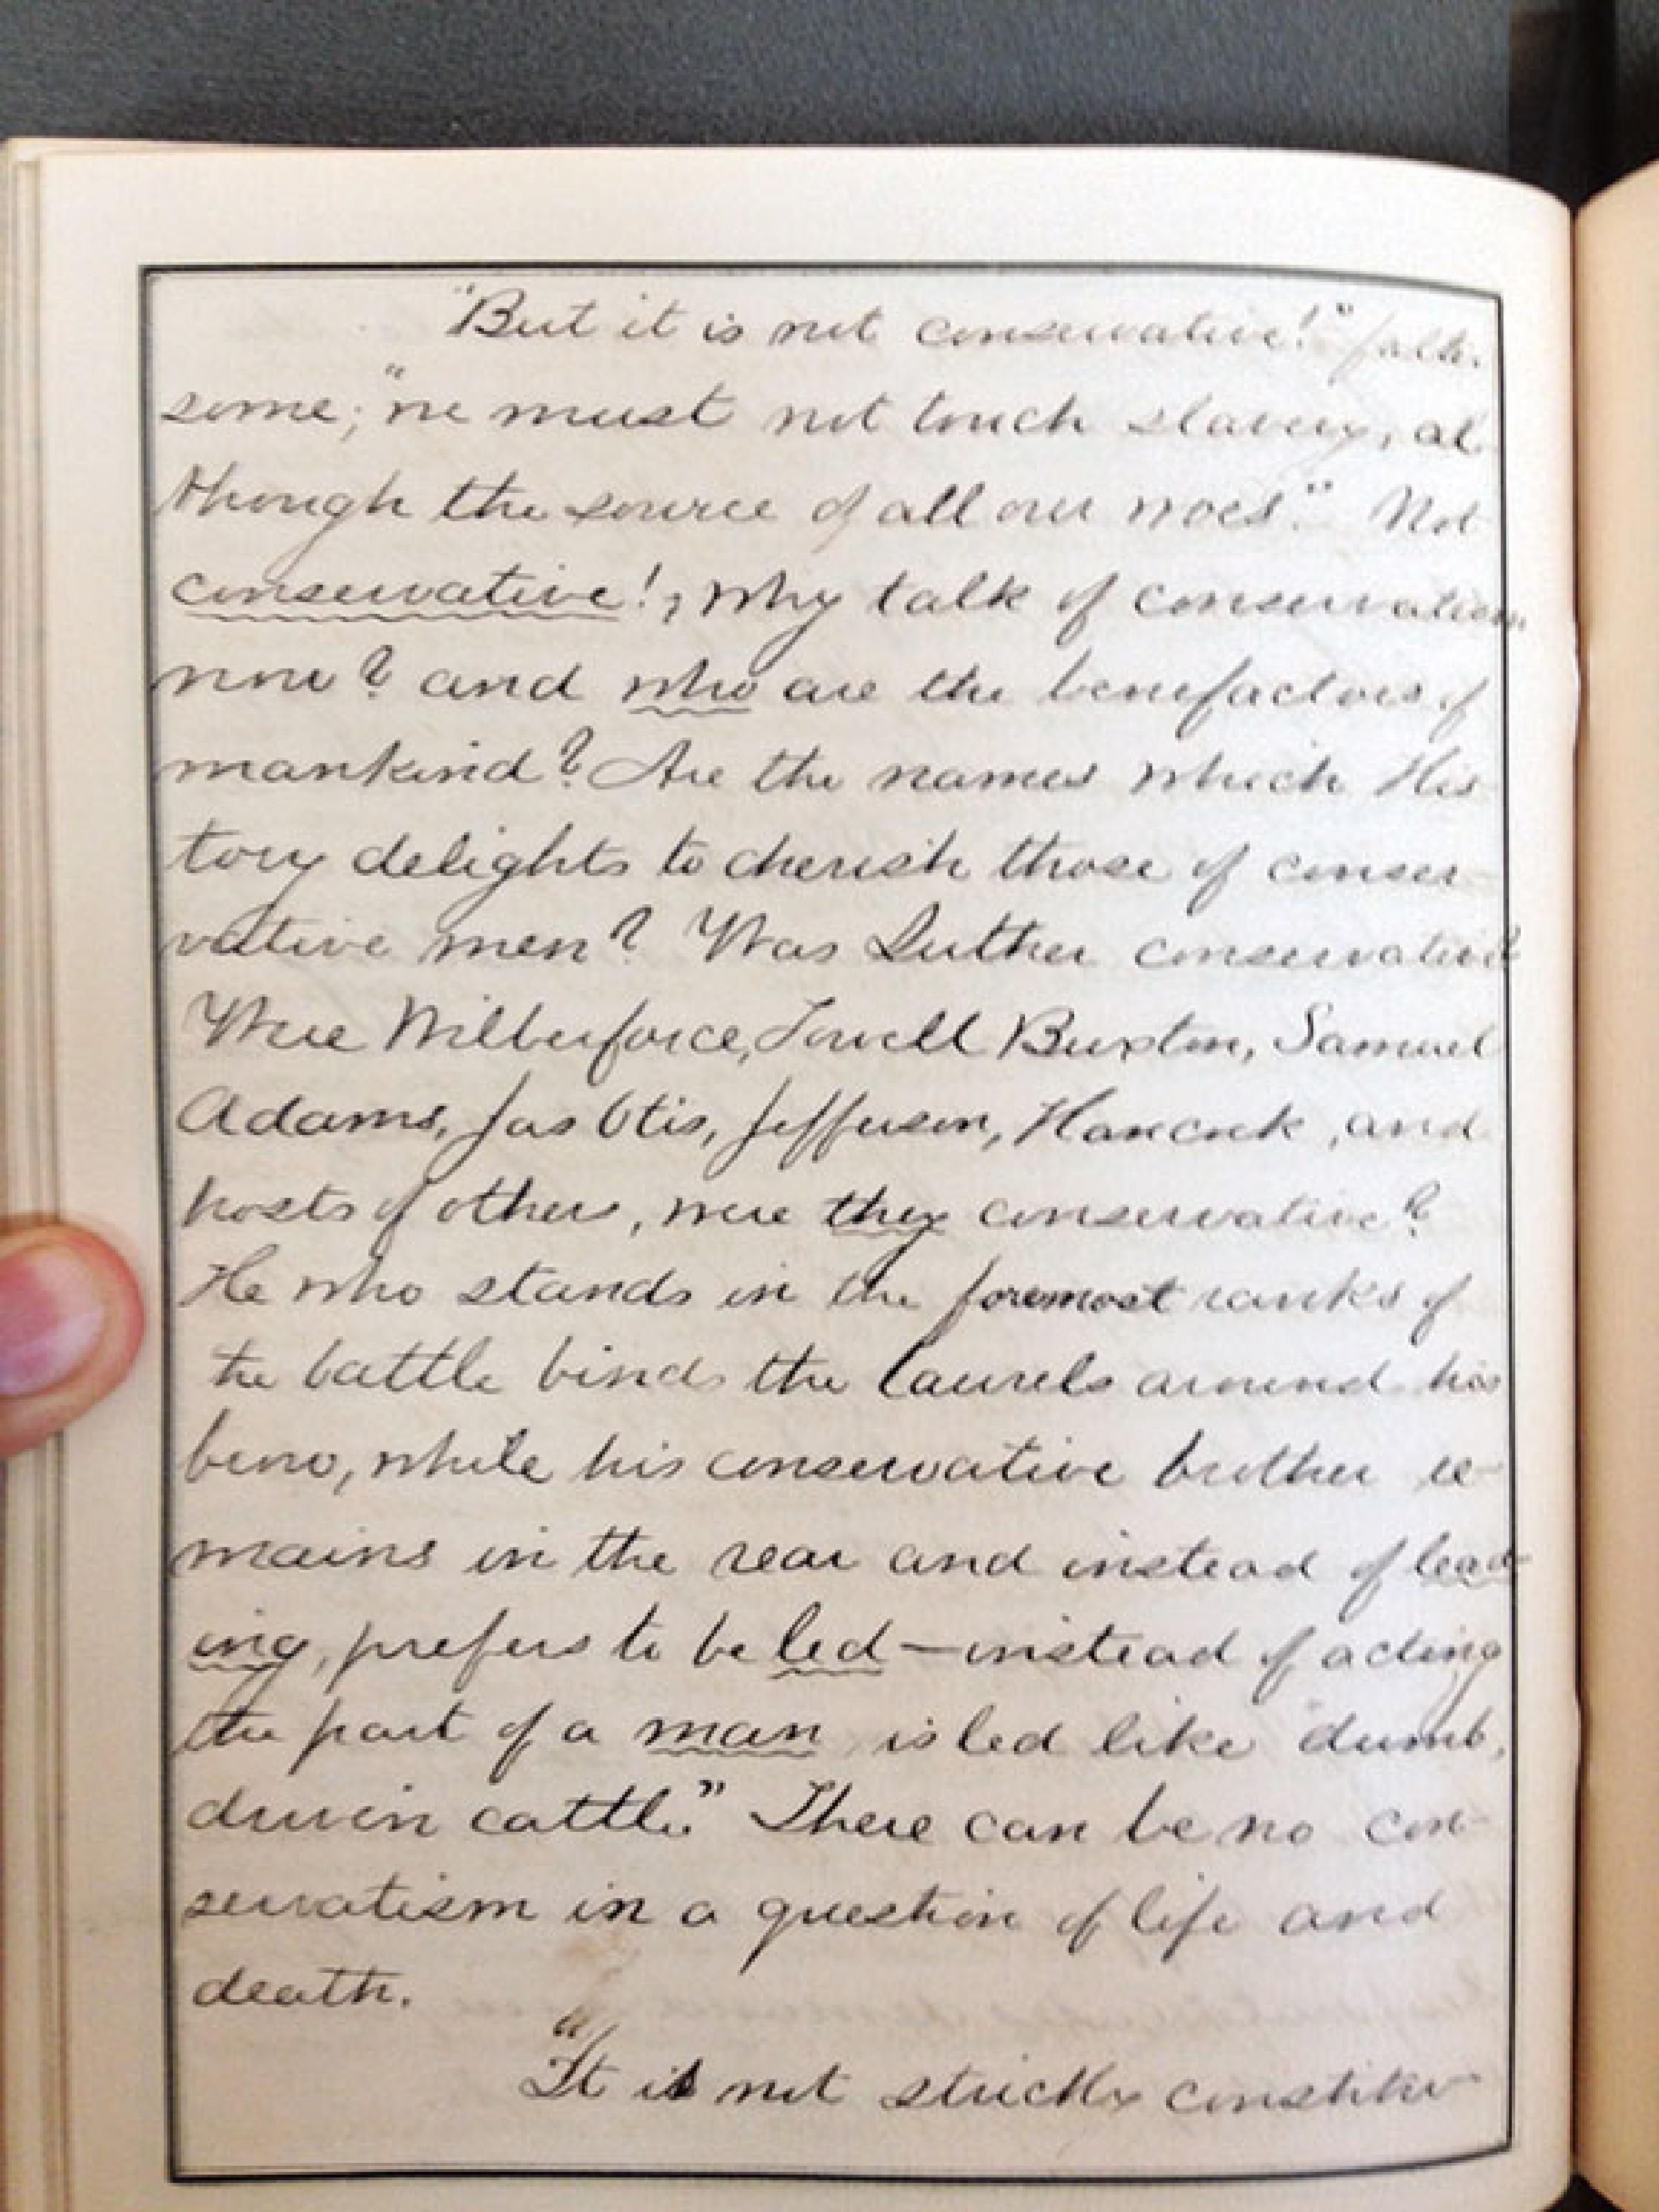 "But it is not conservative!" talk
some; "we must not touch slavery, al-
though the source of all our woes." Not
conservative!, Why talk of conservatism
now? and who are the benefactors of
mankind? Are the names which His-
tory delights to cherish those of conser-
vative men? Was Luther conservative?
Were Wilberforce, Fowell Buxton, Samuel
Adams, Jas Otis, Jefferson, Hancock, and
hosts of others, were they conservative?
He who stands in the foremost ranks of
the battle binds the laurels around his
brow, while his conservative brother re-
mains in the rear and instead of lead-
ing, prefers to be led — instead of acting
the part of a man is led like "dumb,
driven cattle." There can be no con-
servatism in a question of life and
death.
"It is not strictly constitu-